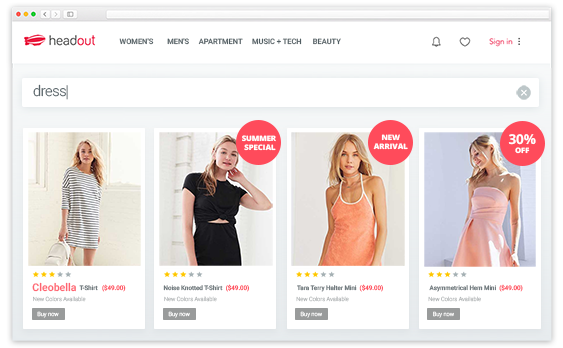 headout WOMEN'S MEN'S APARTMENT MUSIC + TECH BEAUTY Sign in
dress
SUMMER
SPECIAL
NEW
ARRIVAL
30%
OFF
Cleobella T-Shirt ($49.00)
New Colors Available
Buy now
Noise Knotted T-Shirt ($49.00)
New Colors Available
Buy now
Tara Terry Halter Mini ($49.00)
New Colors Available
Buy now
Asymmetrical Hem Mini ($49.00)
New Colors Available
Buy now